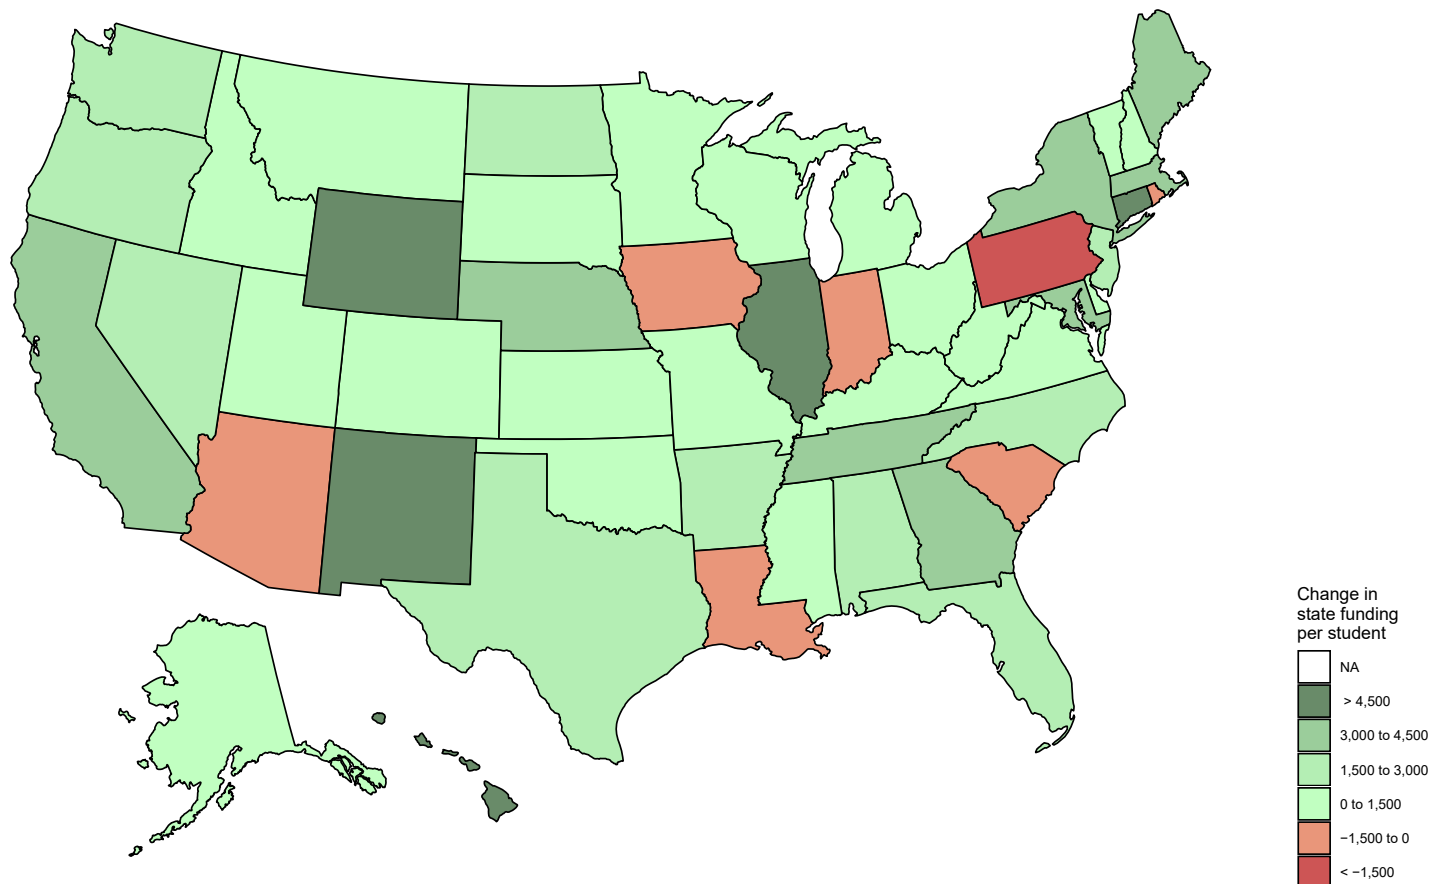 Change in
state funding
per student
NA
> 4,500
3,000 to 4,500
1,500 to 3,000
0 to 1,500
−1,500 to 0
< −1,500